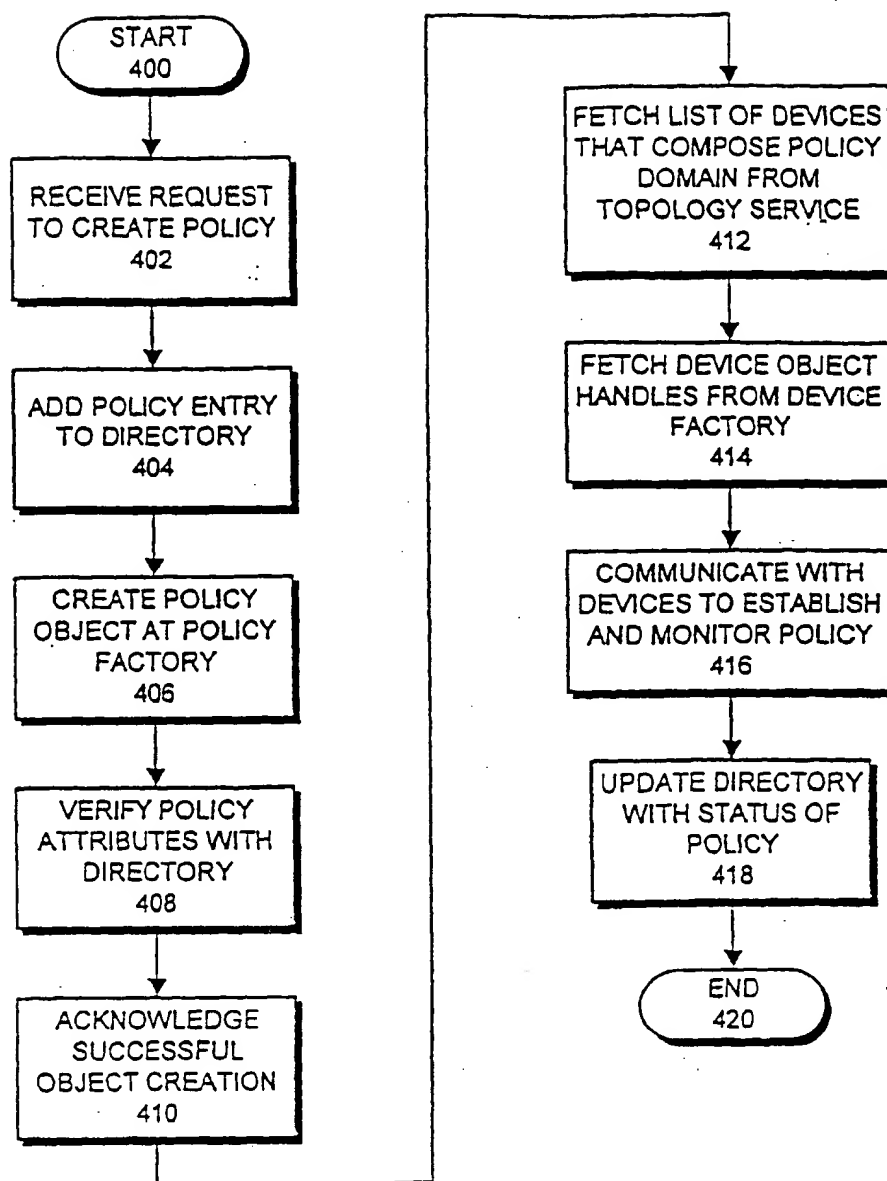 START
400
RECEIVE REQUEST
TO CREATE POLICY
402
ADD POLICY ENTRY
TO DIRECTORY
404
CREATE POLICY
OBJECT AT POLICY
FACTORY
406
VERIFY POLICY
ATTRIBUTES WITH
DIRECTORY
408
ACKNOWLEDGE
SUCCESSFUL
OBJECT CREATION
410
FETCH LIST OF DEVICES
THAT COMPOSE POLICY
DOMAIN FROM
TOPOLOGY SERVICE
412
FETCH DEVICE OBJECT
HANDLES FROM DEVICE
FACTORY
414
COMMUNICATE WITH
DEVICES TO ESTABLISH
AND MONITOR POLICY
416
UPDATE DIRECTORY
WITH STATUS OF
POLICY
418
END
420